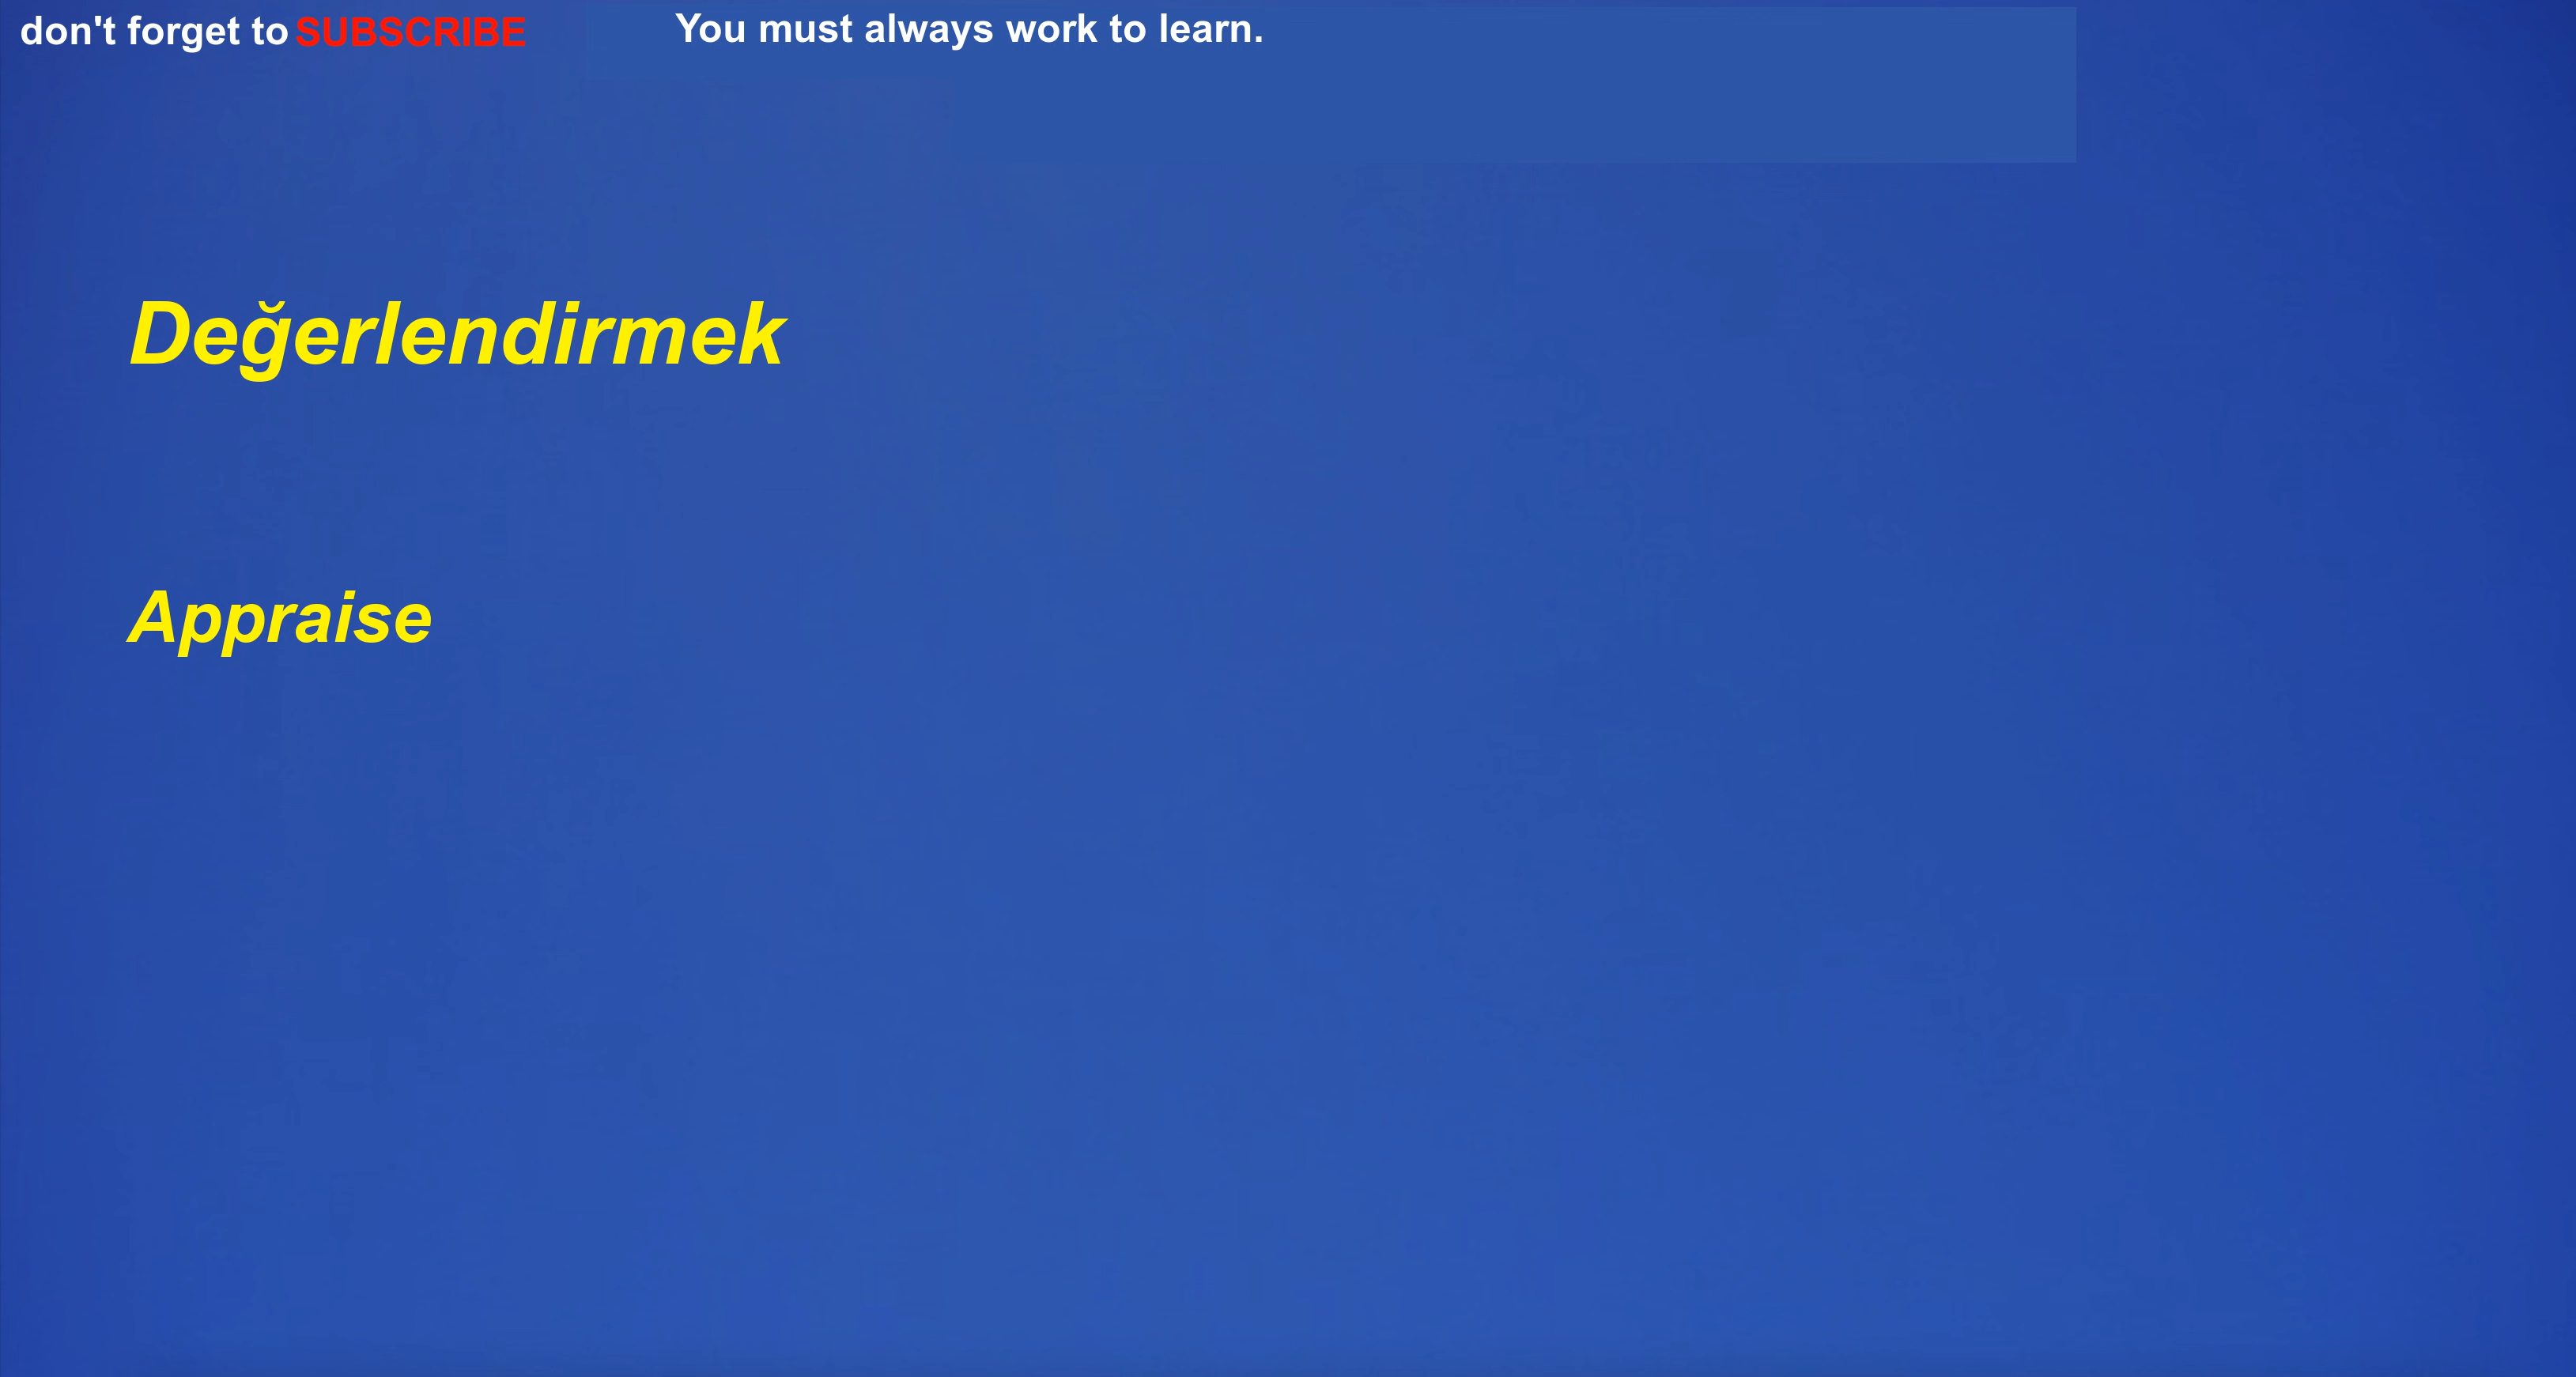 don't forget to SUBSCRIBE
You must always work to learn.
Değerlendirmek
Appraise